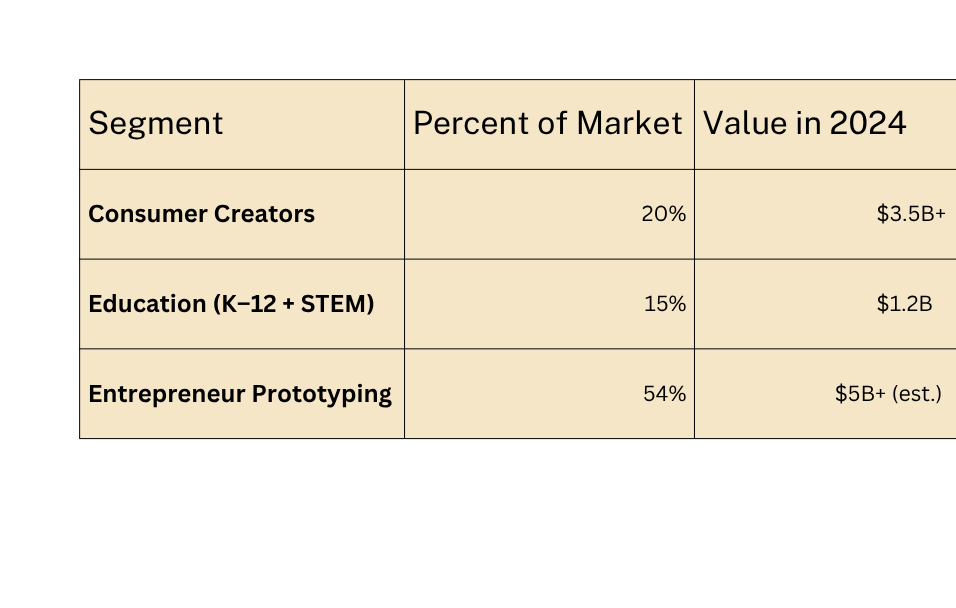 Segment Percent of Market Value in 2024
Consumer Creators 20% $3.5B+
Education (K–12 + STEM) 15% $1.2B
Entrepreneur Prototyping 54% $5B+ (est.)